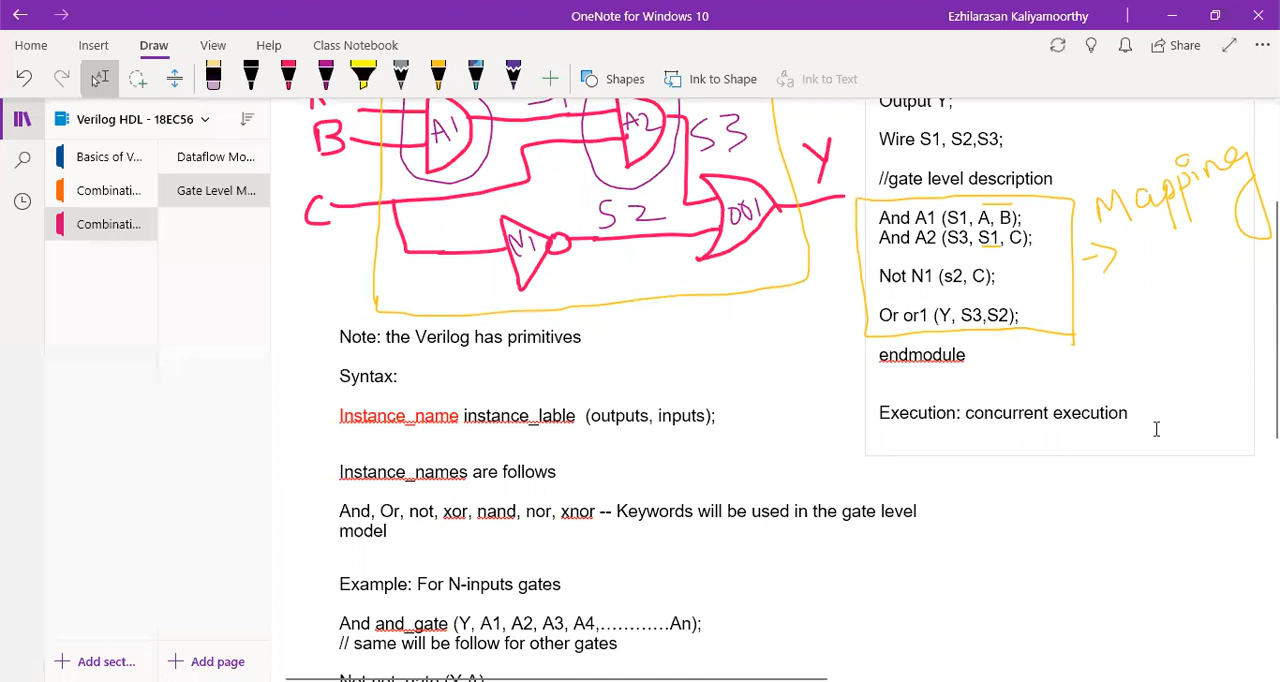 OneNote for Windows 10
Ezhilarasan Kaliyamoorthy
Home Insert Draw View Help Class Notebook
Share
Shapes Ink to Shape Ink to Text
Verilog HDL - 18EC56
Basics of V...
Combinati...
Combinati...
Dataflow Mo...
Gate Level M...
Add sect...
Add page
A1
B
C
A2
S3
S2
N1
Y
Note: the Verilog has primitives
Syntax:
Instance_name instance_lable (outputs, inputs);
Instance_names are follows
And, Or, not, xor, nand, nor, xnor -- Keywords will be used in the gate level
model
Example: For N-inputs gates
And and_gate (Y, A1, A2, A3, A4,…………An);
// same will be follow for other gates
Not not_gate (Y,A)
Output Y;
Wire S1, S2,S3;
//gate level description
And A1 (S1, A, B);
And A2 (S3, S1, C);
Not N1 (s2, C);
Or or1 (Y, S3,S2);
endmodule
Execution: concurrent execution
Mapping